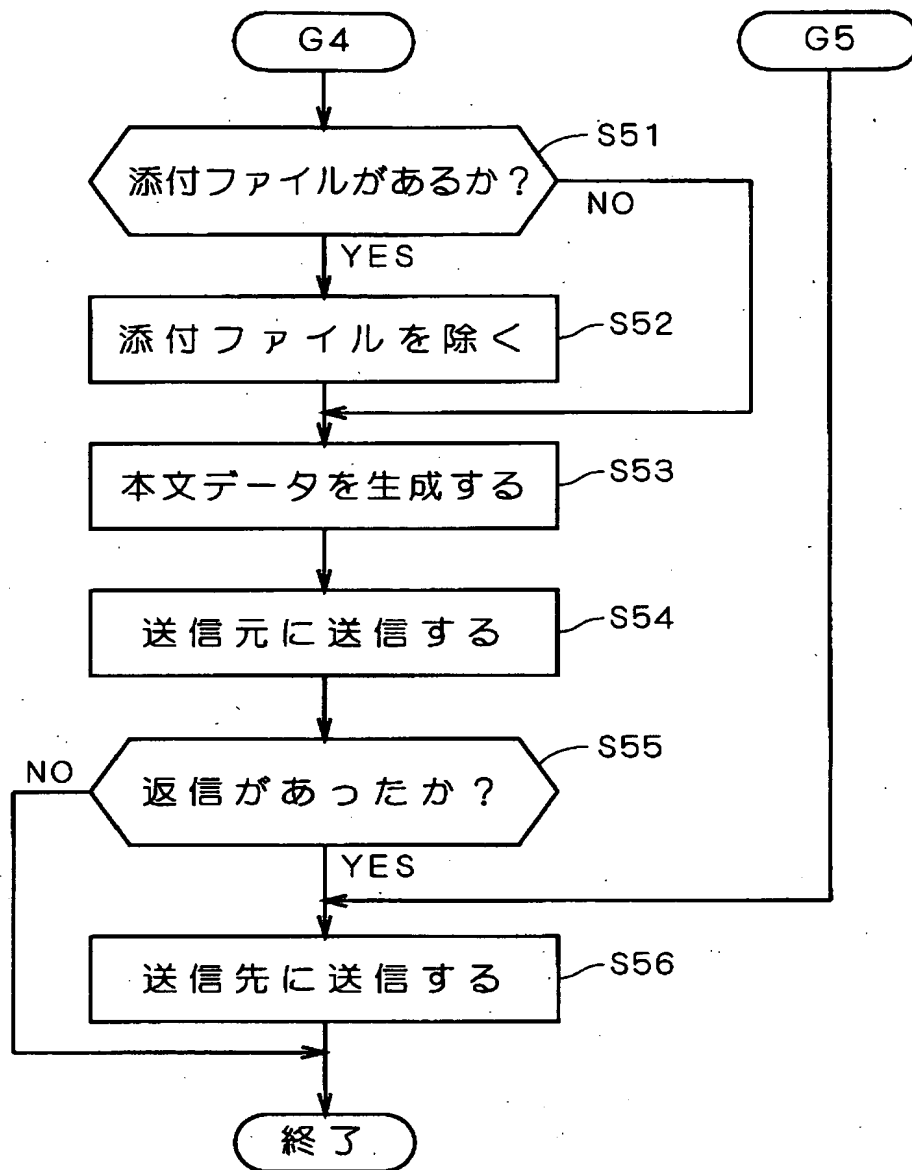 G4
G5
S51
添付ファイルがあるか?
NO
YES
S52
添付ファイルを除く
S53
本文データを生成する
S54
送信元に送信する
S55
NO
返信があったか?
YES
S56
送信先に送信する
終了